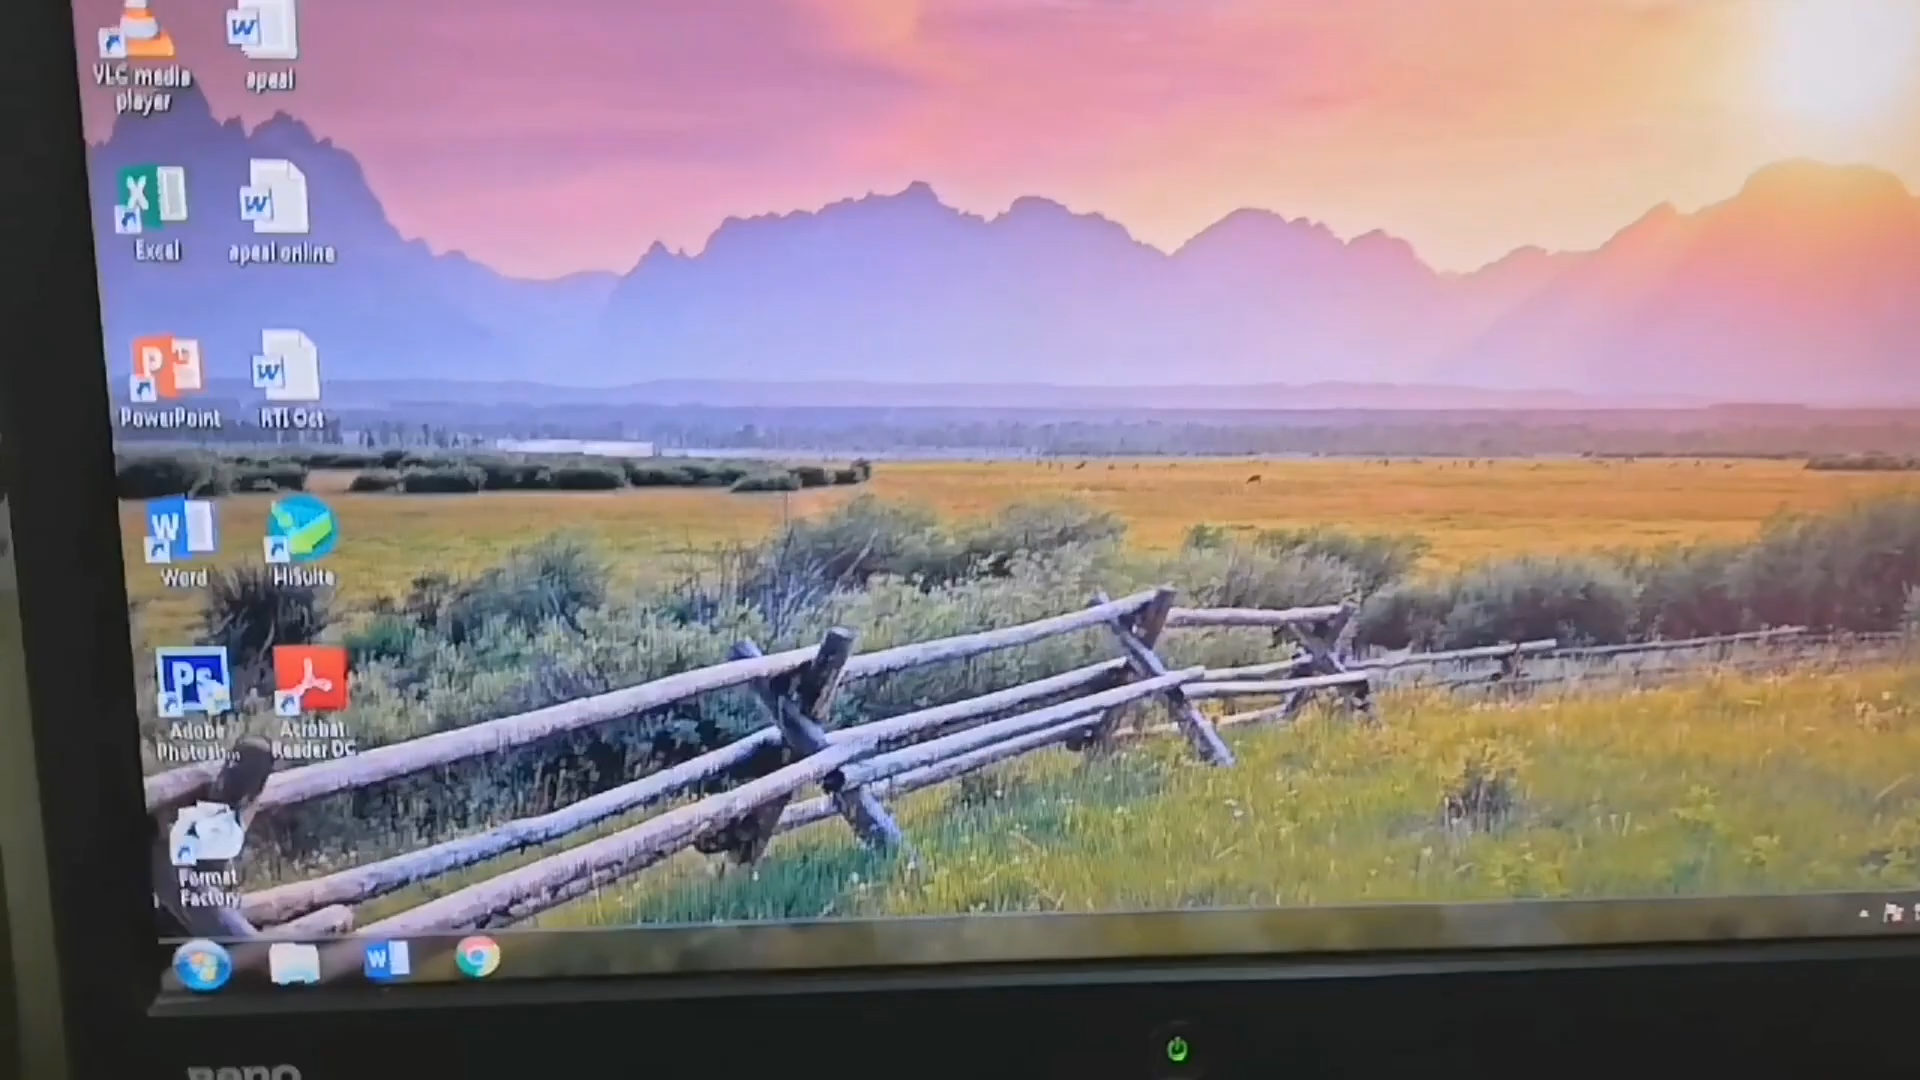 VLC media
player
apeal
Excel
apeal online
PowerPoint
RTI Oct
Word
HiSuite
Ps
Adobe
Photosh...
Acrobat
Reader DC
Format
Factory
BenQ